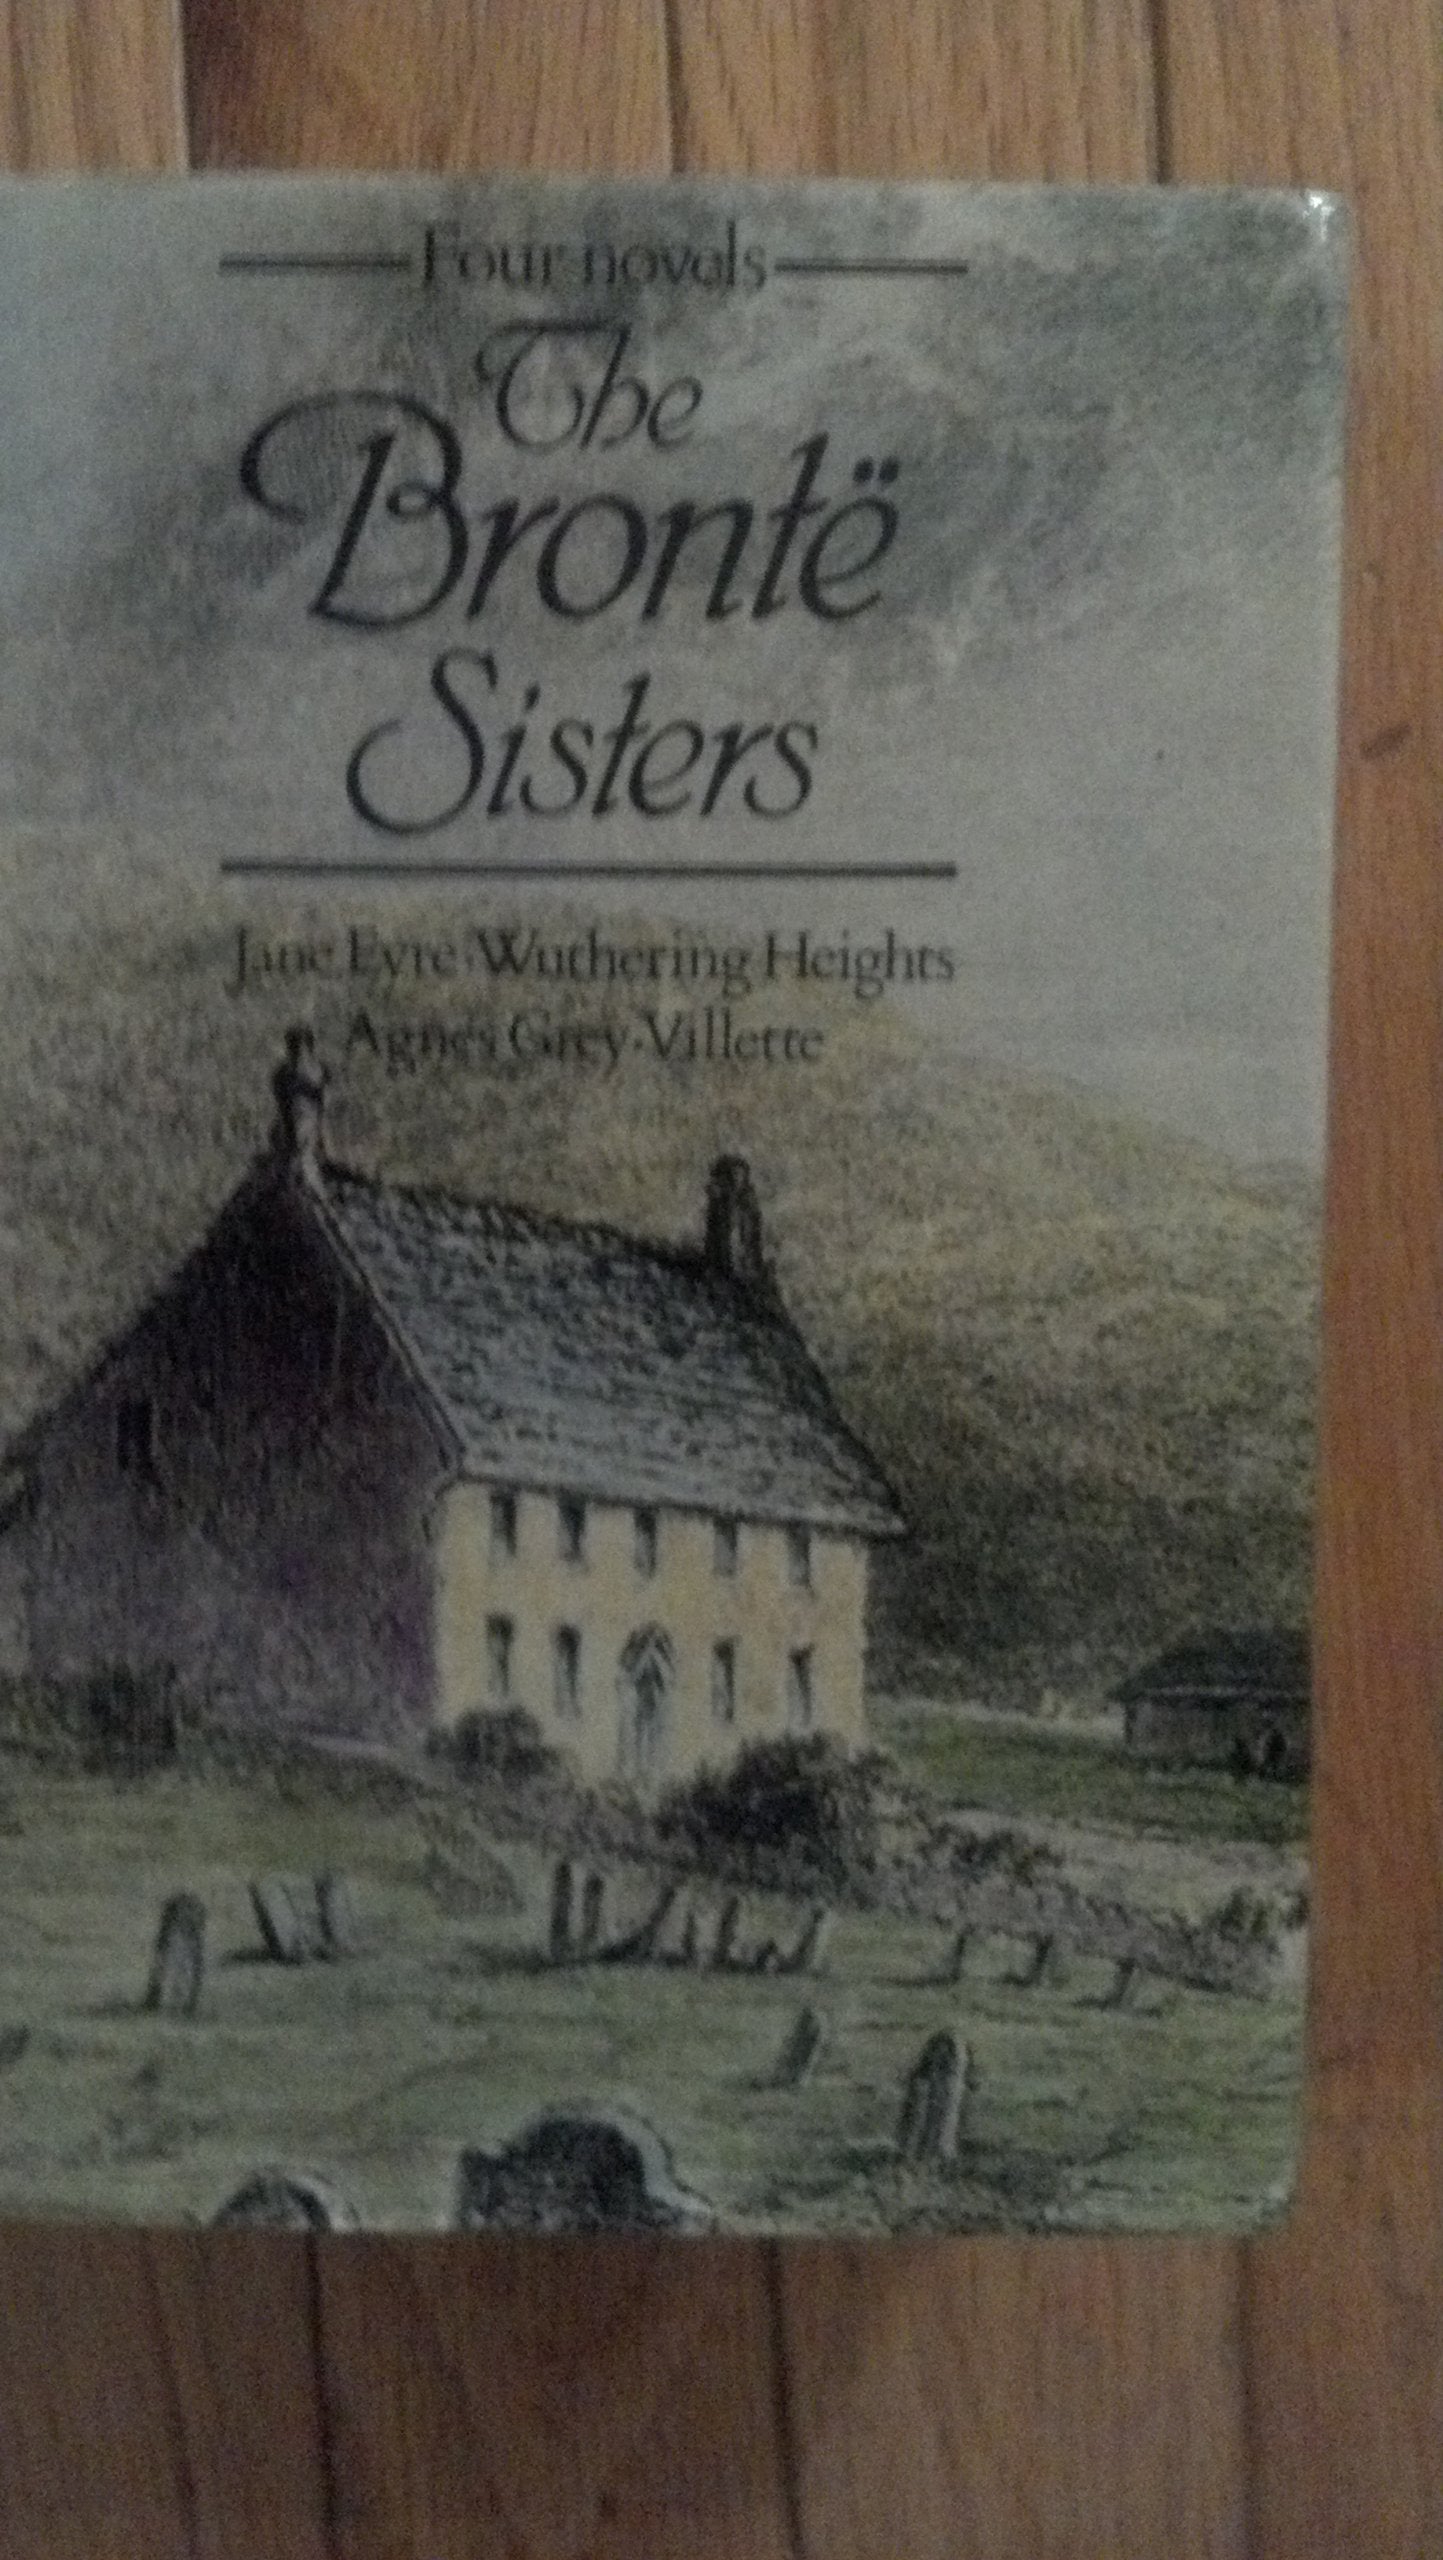 Four novels
The
Brontë
Sisters
Jane Eyre·Wuthering Heights
Agnes Grey·Villette